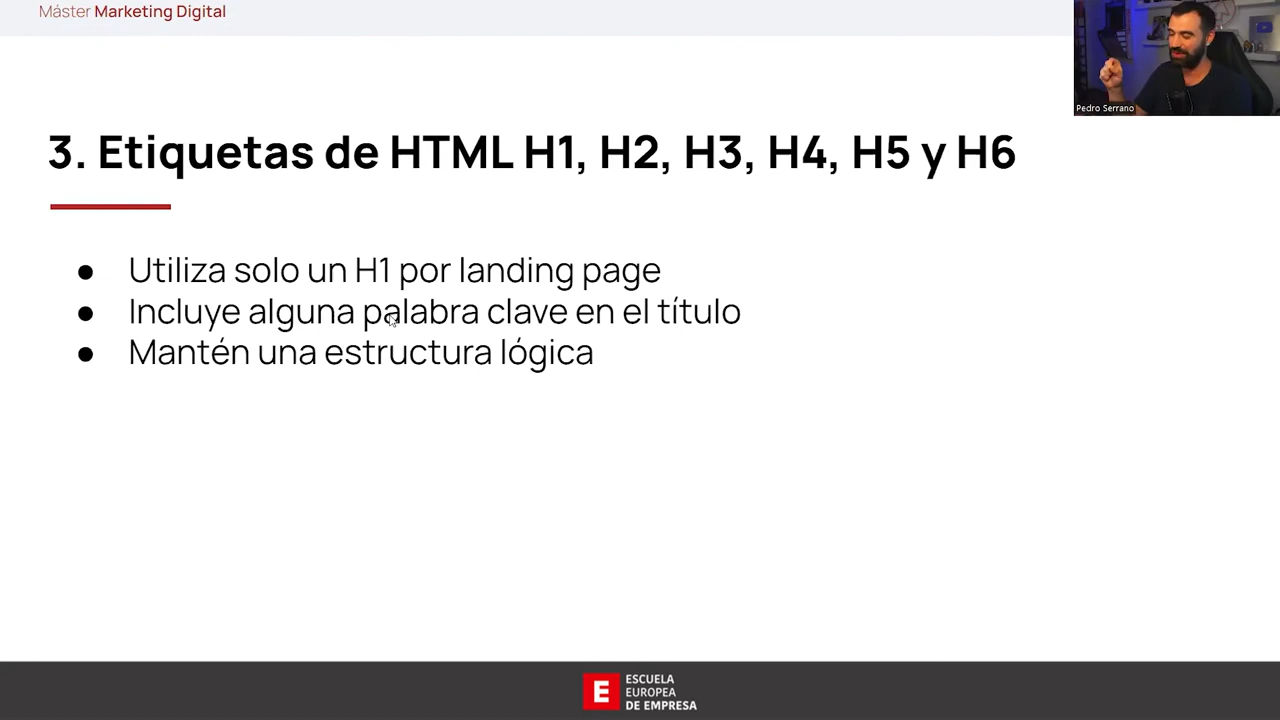 Máster Marketing Digital
Pedro Serrano
3. Etiquetas de HTML H1, H2, H3, H4, H5 y H6
● Utiliza solo un H1 por landing page
● Incluye alguna palabra clave en el título
● Mantén una estructura lógica
E
ESCUELA
EUROPEA
DE EMPRESA